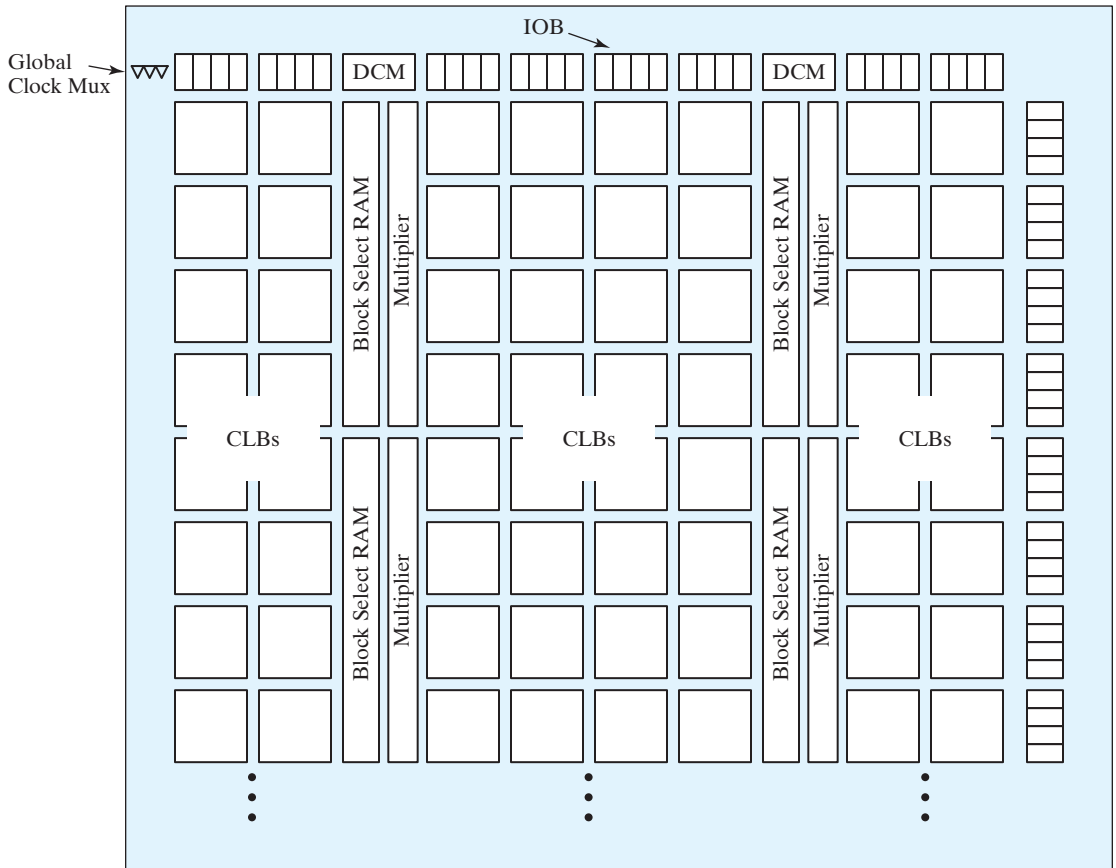 IOB
Global
Clock Mux
DCM
DCM
Block Select RAM
Multiplier
Block Select RAM
Multiplier
CLBs
CLBs
CLBs
Block Select RAM
Multiplier
Block Select RAM
Multiplier